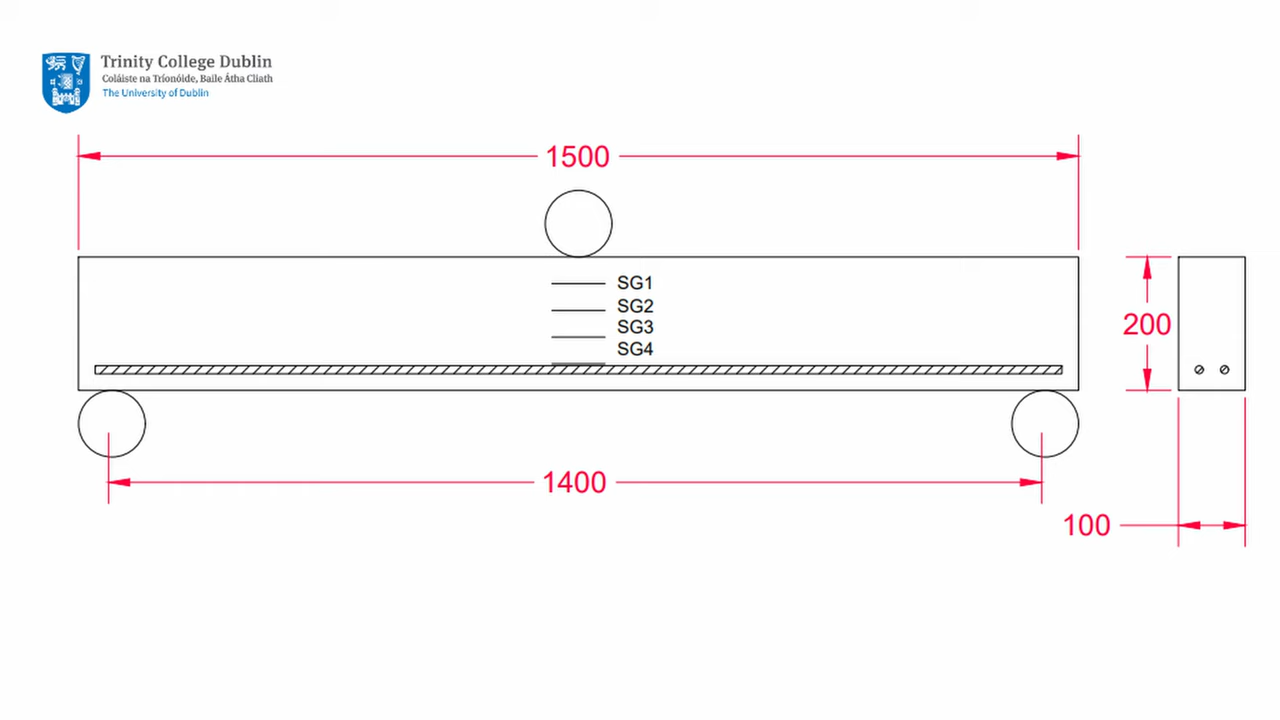 Trinity College Dublin
Coláiste na Tríonóide, Baile Átha Cliath
The University of Dublin
1500
SG1
SG2
SG3
SG4
200
1400
100